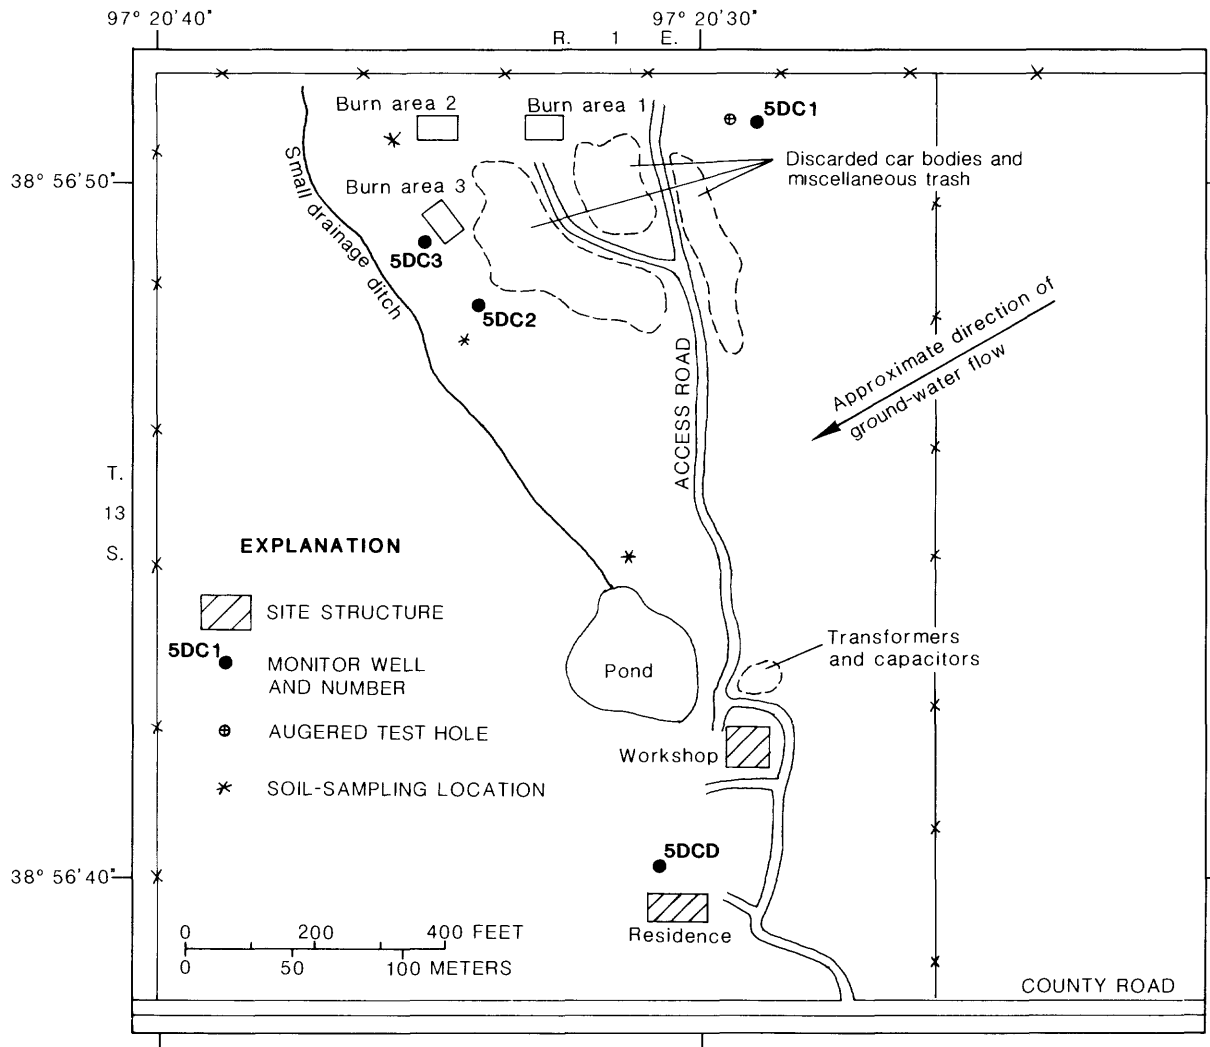 97° 20'40"
97° 20'30"
R. 1 E.
Burn area 2
Burn area 1
5DC1
Discarded car bodies and
miscellaneous trash
38° 56'50"
Small drainage ditch
Burn area 3
5DC3
5DC2
Approximate direction of
ground-water flow
ACCESS ROAD
T.
13
S.
EXPLANATION
SITE STRUCTURE
5DC1
MONITOR WELL
AND NUMBER
AUGERED TEST HOLE
SOIL-SAMPLING LOCATION
Pond
Transformers
and capacitors
Workshop
5DCD
38° 56'40"
Residence
0 200 400 FEET
0 50 100 METERS
COUNTY ROAD